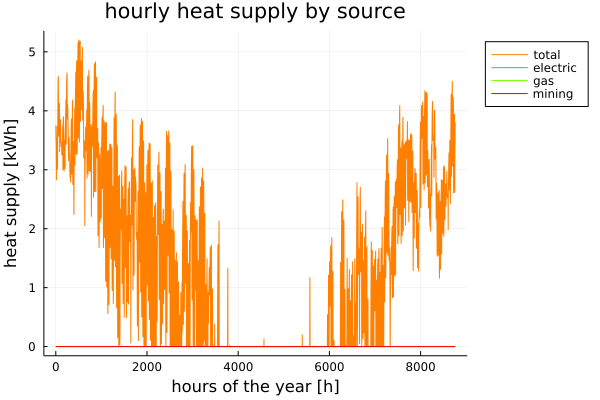 hourly heat supply by source
heat supply [kWh]
5
4
3
2
1
0
0
2000
4000
6000
8000
hours of the year [h]
total
electric
gas
mining